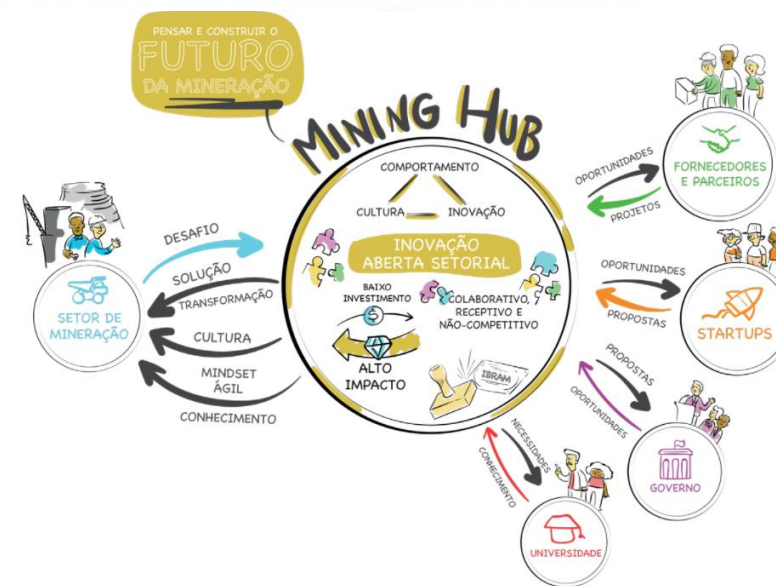 PENSAR E CONSTRUIR O
FUTURO
DA MINERAÇÃO
MINING HUB
COMPORTAMENTO
CULTURA
INOVAÇÃO
INOVAÇÃO
ABERTA SETORIAL
BAIXO
INVESTIMENTO
$
COLABORATIVO,
RECEPTIVO E
NÃO-COMPETITIVO
ALTO
IMPACTO
IBRAM
SETOR DE
MINERAÇÃO
DESAFIO
SOLUÇÃO
TRANSFORMAÇÃO
CULTURA
MINDSET
ÁGIL
CONHECIMENTO
OPORTUNIDADES
PROJETOS
FORNECEDORES
E PARCEIROS
OPORTUNIDADES
PROPOSTAS
STARTUPS
PROPOSTAS
OPORTUNIDADES
GOVERNO
NECESSIDADES
CONHECIMENTO
UNIVERSIDADE